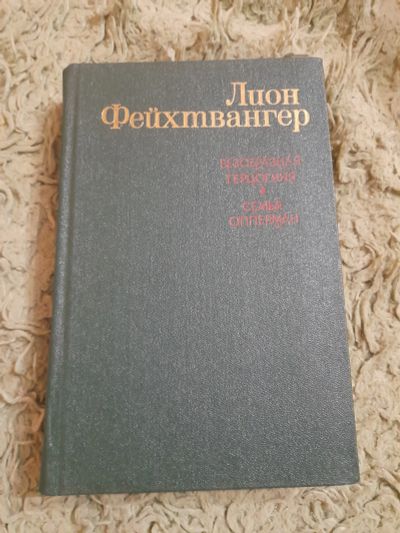 Лион
Фейхтвангер
БЕЗОБРАЗНАЯ
ГЕРЦОГИНЯ
СЕМЬЯ
ОППЕРМАН